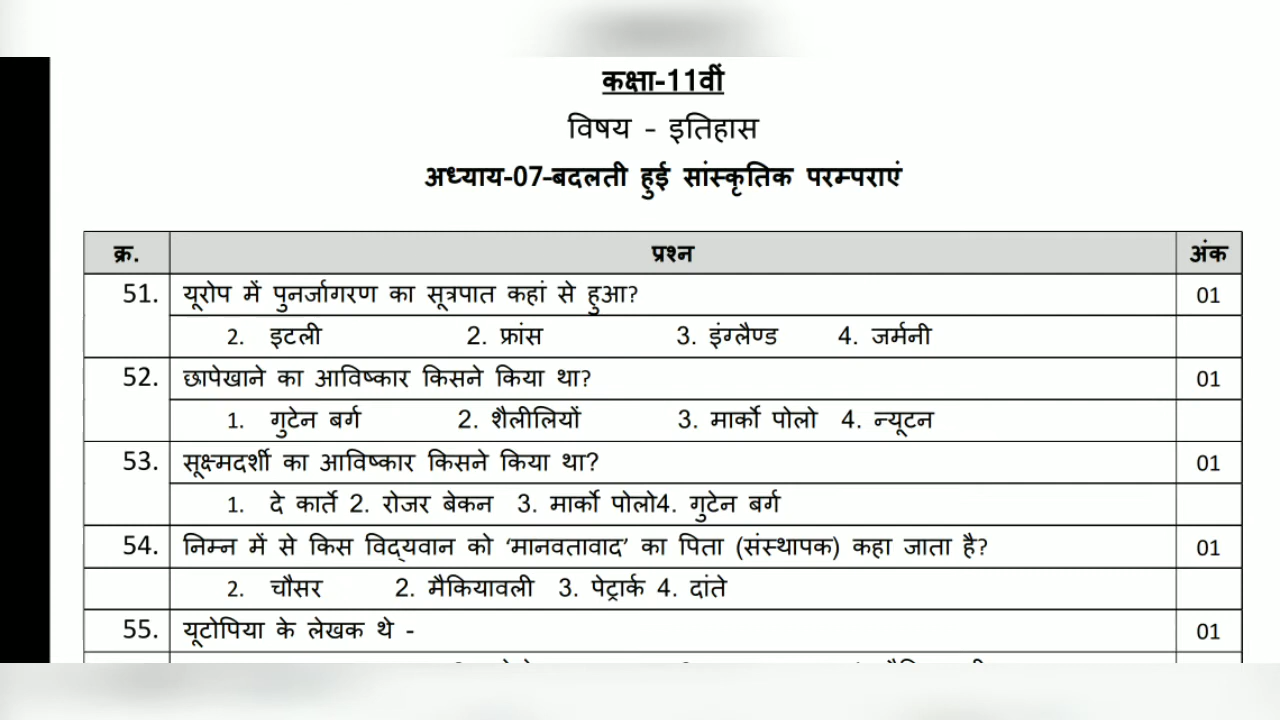 कक्षा-11वीं
विषय - इतिहास
अध्याय-07-बदलती हुई सांस्कृतिक परम्पराएं
क्र. प्रश्न अंक
51. यूरोप में पुनर्जागरण का सूत्रपात कहां से हुआ? 01
2. इटली 2. फ्रांस 3. इंग्लैण्ड 4. जर्मनी
52. छापेखाने का आविष्कार किसने किया था? 01
1. गुटेन बर्ग 2. शैलीलियों 3. मार्को पोलो 4. न्यूटन
53. सूक्ष्मदर्शी का आविष्कार किसने किया था? 01
1. दे कार्ते 2. रोजर बेकन 3. मार्को पोलो4. गुटेन बर्ग
54. निम्न में से किस विद्यवान को ‘मानवतावाद’ का पिता (संस्थापक) कहा जाता है? 01
2. चौसर 2. मैकियावली 3. पेट्रार्क 4. दांते
55. यूटोपिया के लेखक थे - 01